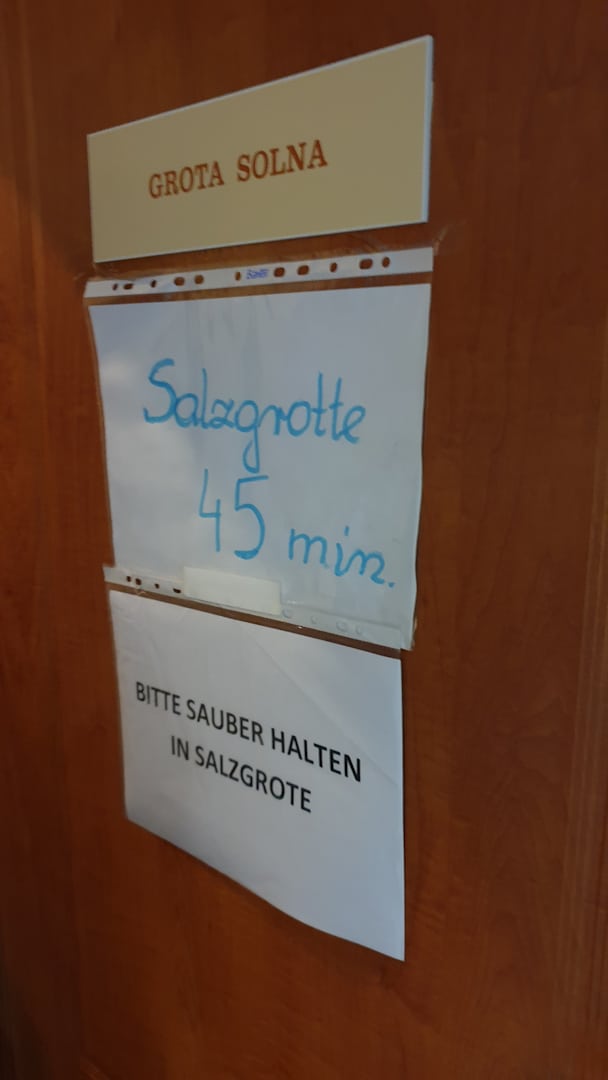 GROTA SOLNA
Salzgrotte
45 min.
BITTE SAUBER HALTEN
IN SALZGROTE